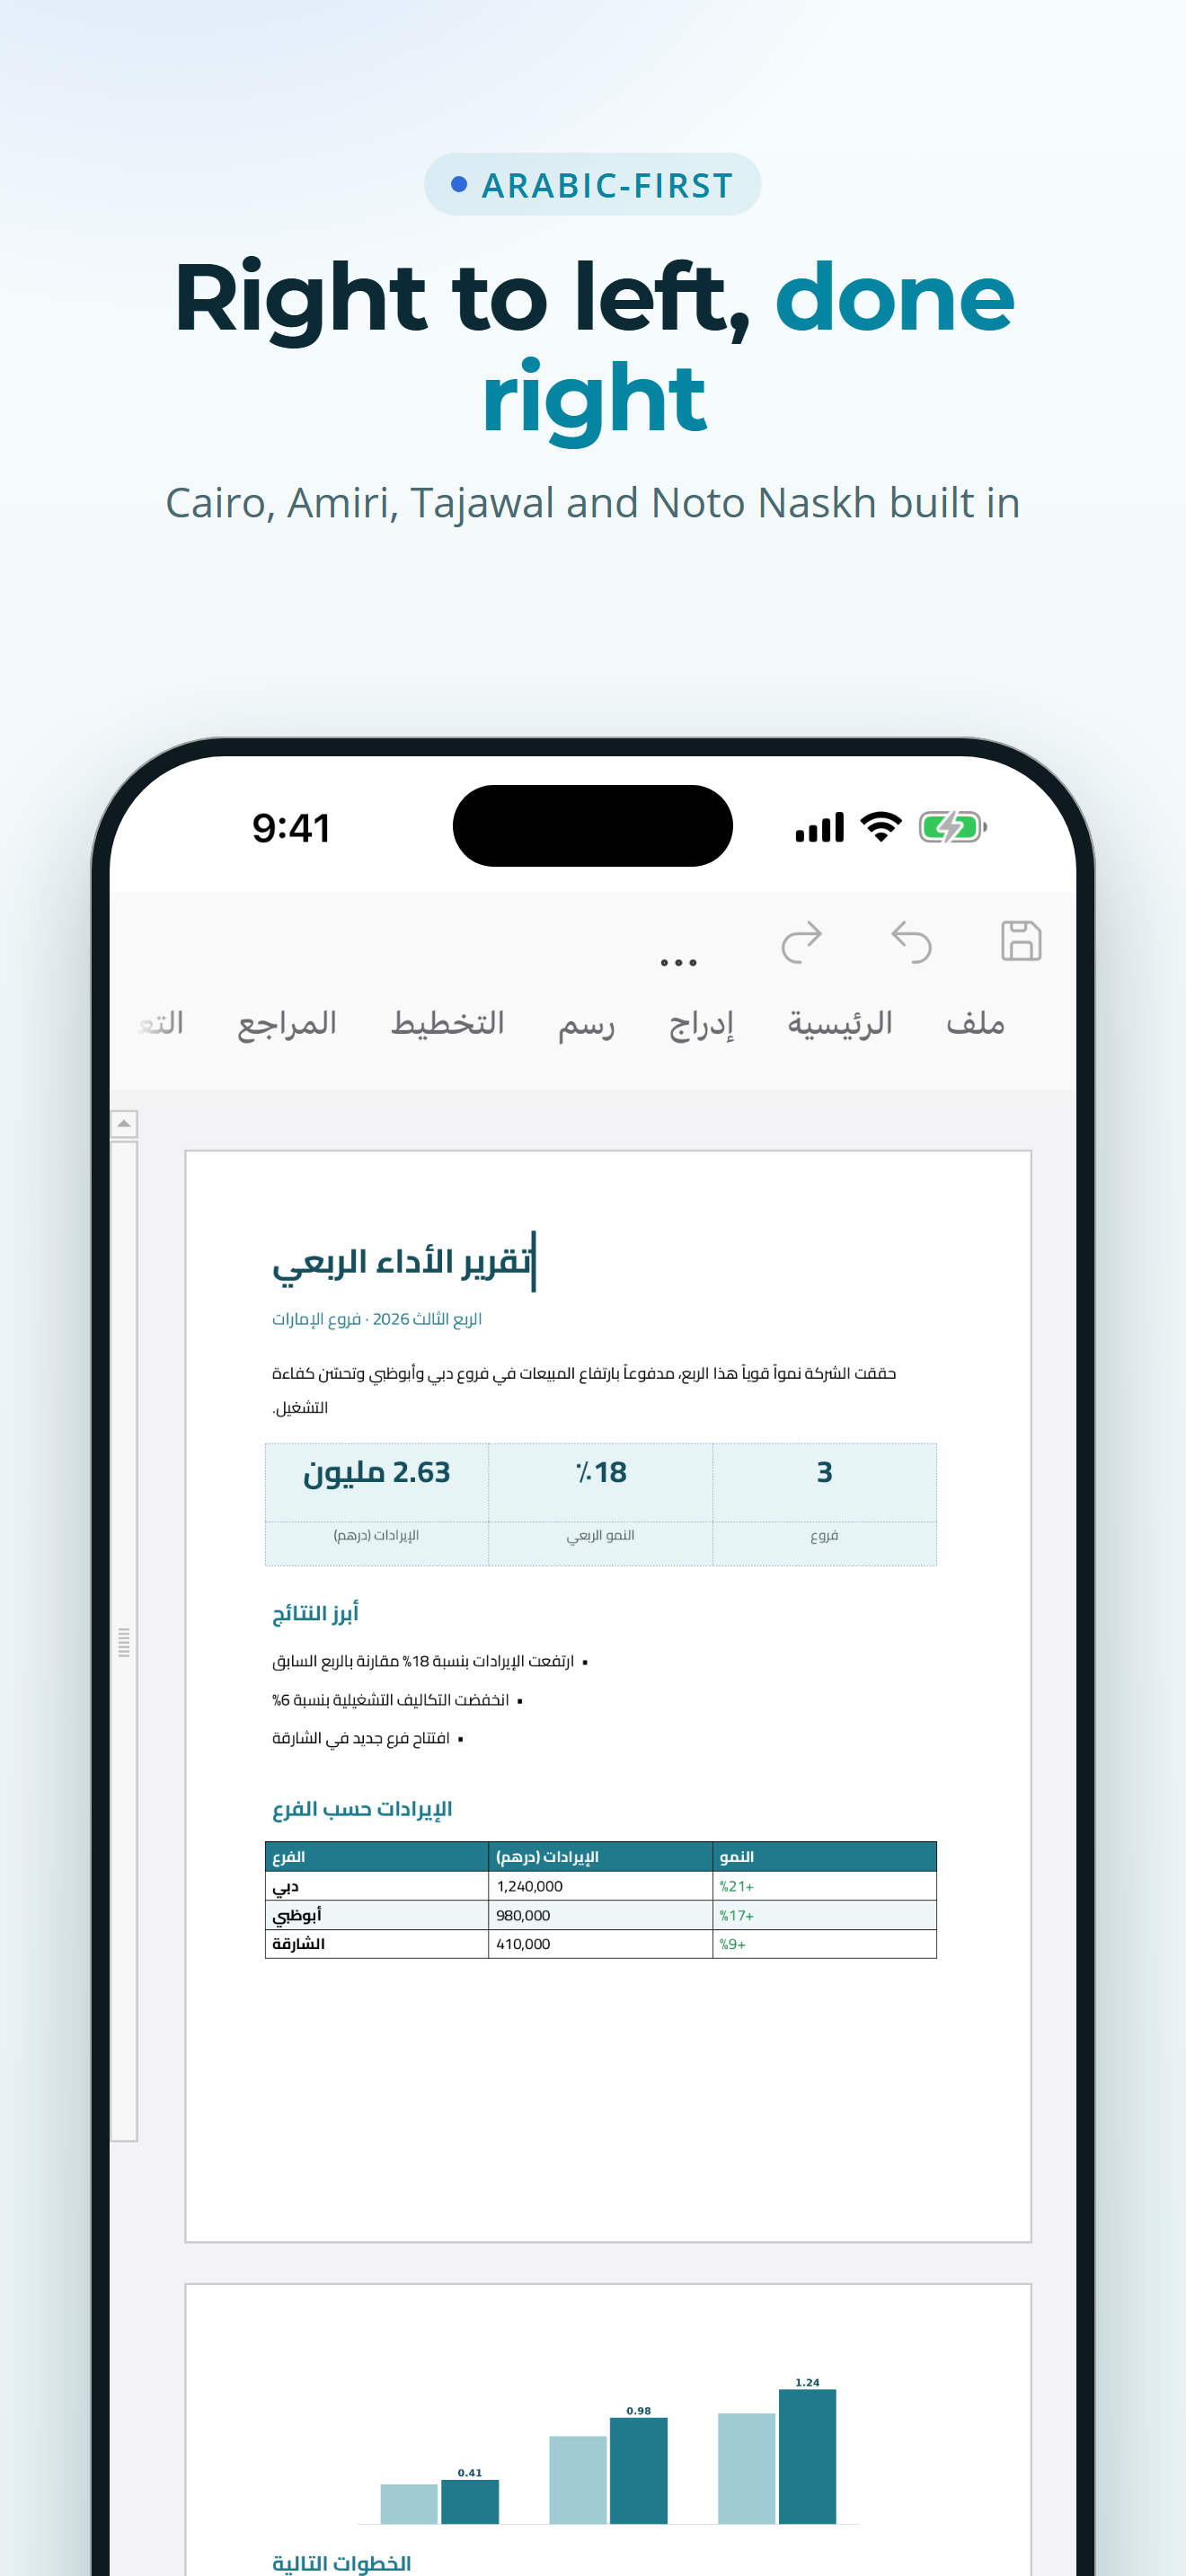 ARABIC-FIRST
Right to left, done
right
Cairo, Amiri, Tajawal and Noto Naskh built in
9:41
ملف الرئيسية إدراج رسم التخطيط المراجع التع
تقرير الأداء الربعي
الربع الثالث 2026 · فروع الإمارات
حققت الشركة نمواً قوياً هذا الربع، مدفوعاً بارتفاع المبيعات في فروع دبي وأبوظبي وتحسّن كفاءة
التشغيل.
3 18٪ 2.63 مليون
فروع النمو الربعي الإيرادات (درهم)
أبرز النتائج
▪ ارتفعت الإيرادات بنسبة 18% مقارنة بالربع السابق
▪ انخفضت التكاليف التشغيلية بنسبة 6%
▪ افتتاح فرع جديد في الشارقة
الإيرادات حسب الفرع
النمو الإيرادات (درهم) الفرع
+21% 1,240,000 دبي
+17% 980,000 أبوظبي
+9% 410,000 الشارقة
1.24
0.98
0.41
الخطوات التالية